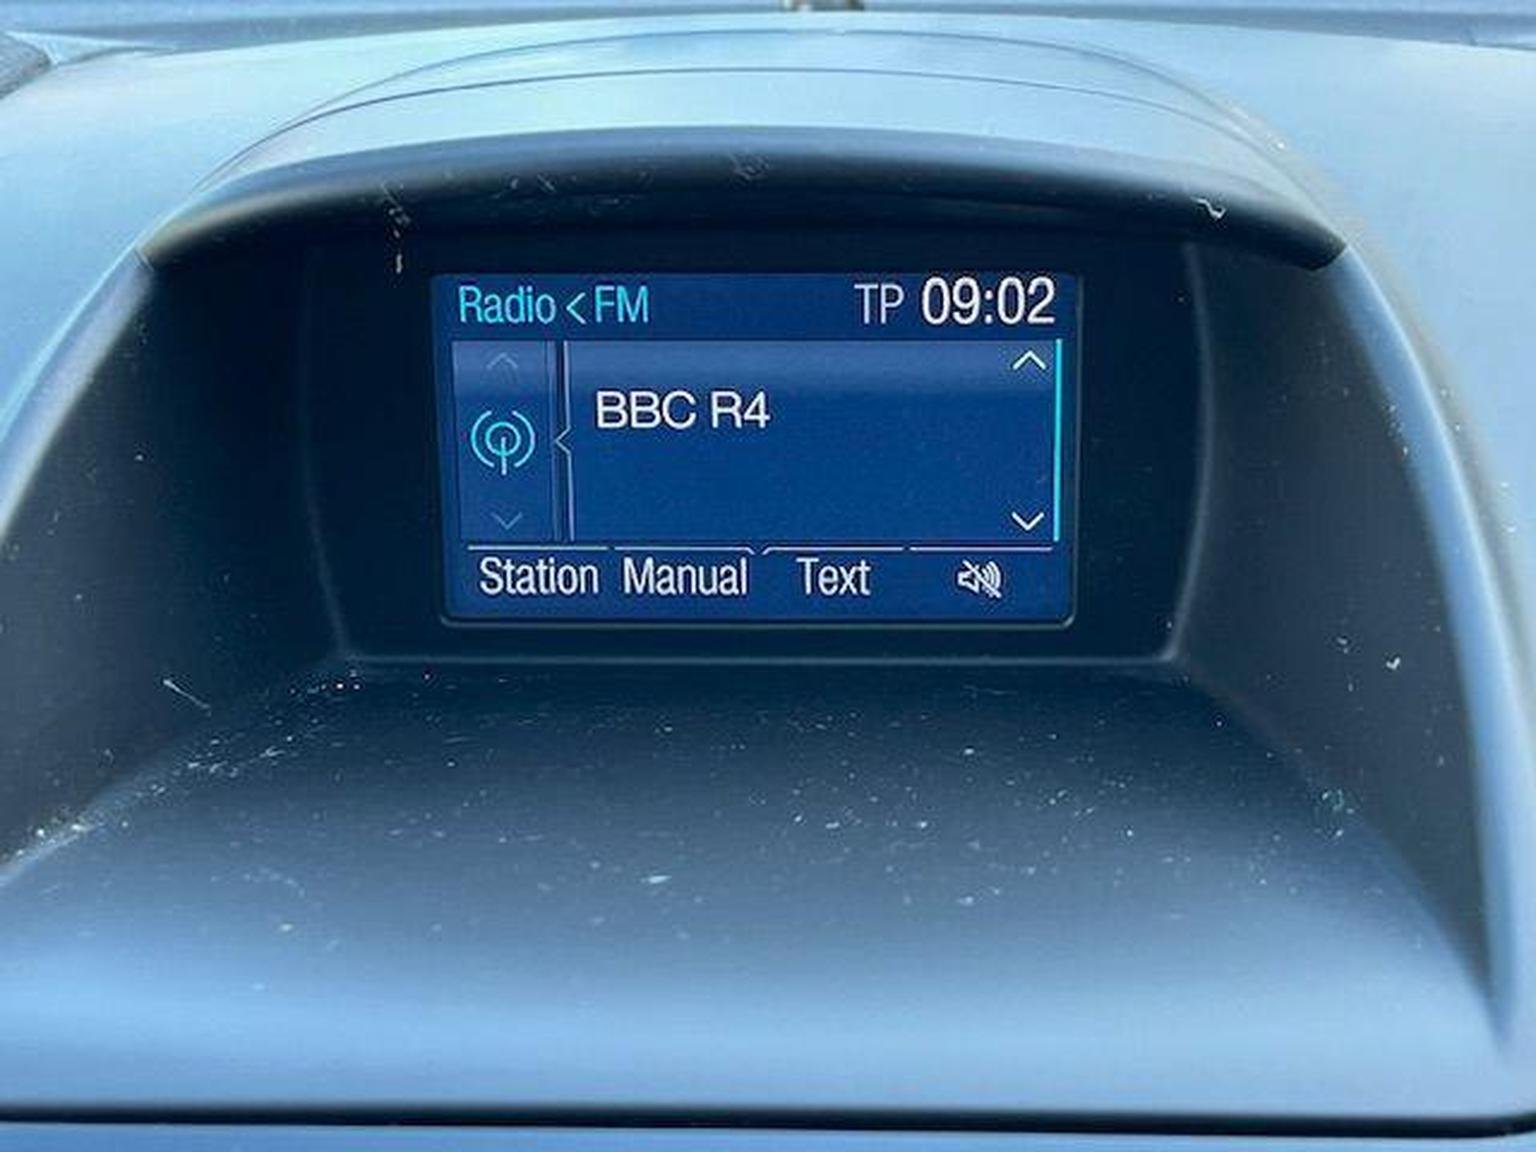 Radio < FM TP 09:02
BBC R4
Station Manual Text